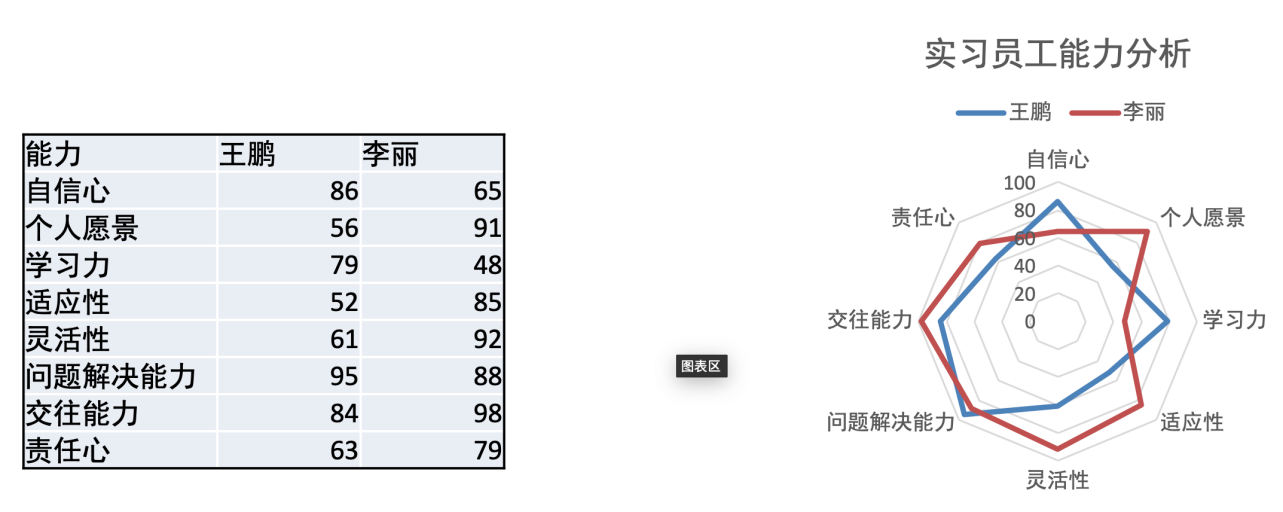 能力 王鹏 李丽
自信心 86 65
个人愿景 56 91
学习力 79 48
适应性 52 85
灵活性 61 92
问题解决能力 95 88
交往能力 84 98
责任心 63 79
图表区
实习员工能力分析
王鹏 李丽
自信心
100
责任心 80 个人愿景
60
40
20
交往能力 0 学习力
问题解决能力 适应性
灵活性